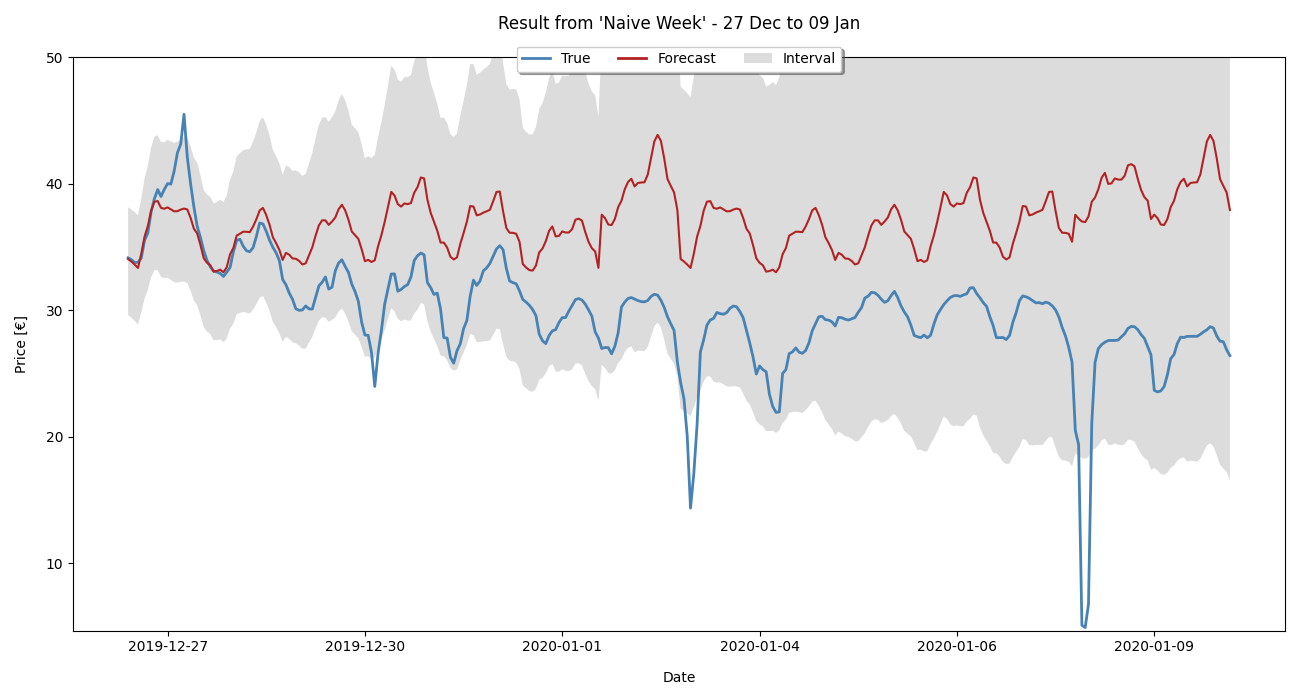 Result from 'Naive Week' - 27 Dec to 09 Jan
True Forecast Interval
Price [€]
50
40
30
20
10
2019-12-27 2019-12-30 2020-01-01 2020-01-04 2020-01-06 2020-01-09
Date